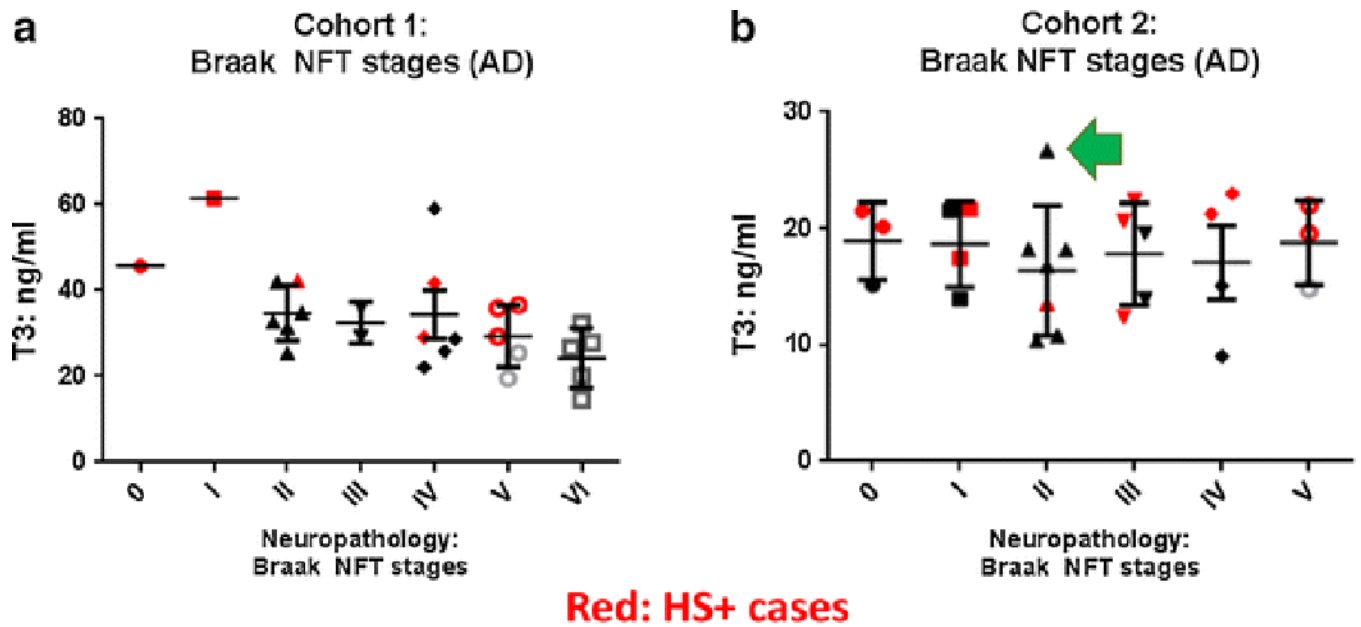 a
Cohort 1:
Braak NFT stages (AD)
T3: ng/ml
80
60
40
20
0
0 I II III IV V VI
Neuropathology:
Braak NFT stages
b
Cohort 2:
Braak NFT stages (AD)
T3: ng/ml
30
20
10
0
0 I II III IV V
Neuropathology:
Braak NFT stages
Red: HS+ cases